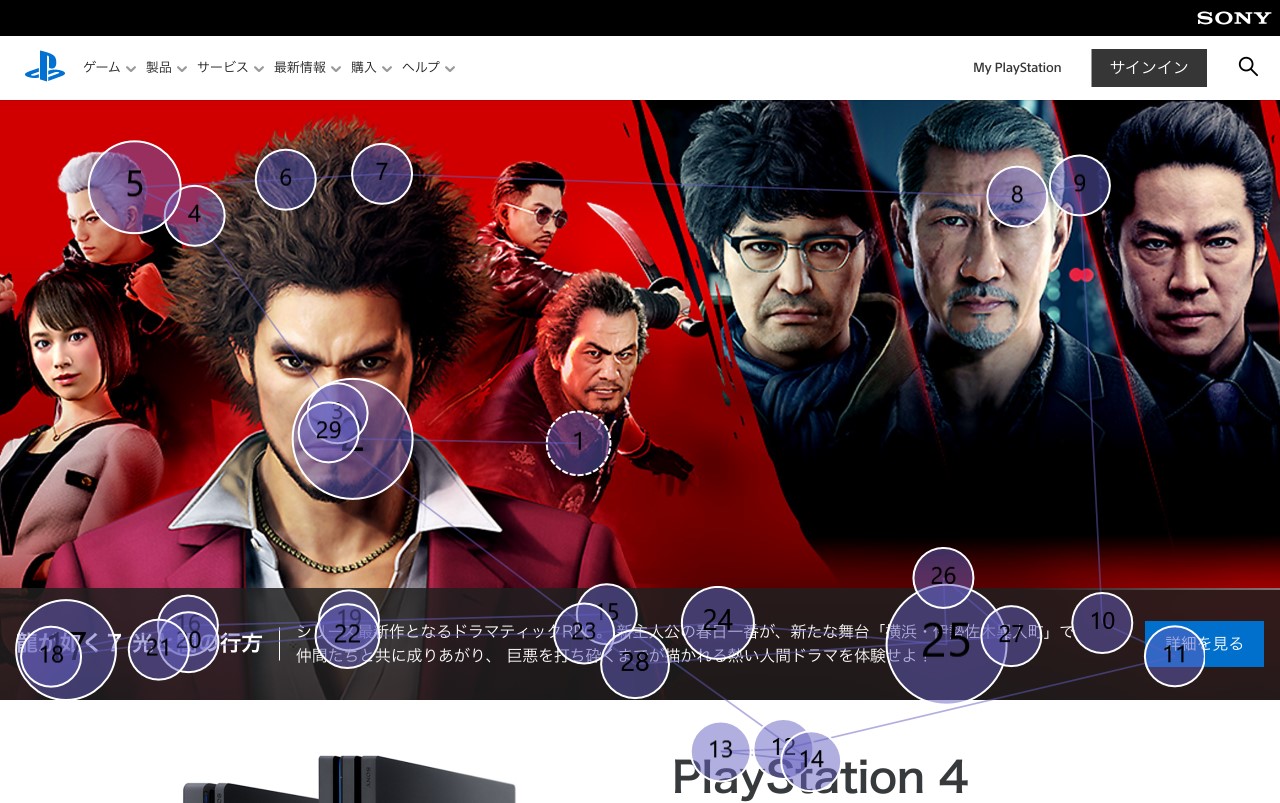 SONY
ゲーム 製品 サービス 最新情報 購入 ヘルプ My PlayStation サインイン
5 6 7 4 8 9
3 29 2 1
26
龍が如く７ 光 の行方
シリ 最新作となるドラマティックRP 新主人公の春日一番が、新たな舞台「横浜・伊勢佐木 人町」で
仲間たちと共に成りあがり、 巨悪を打ち砕くま が描かれる熱い人間ドラマを体験せよ！
詳細を見る
16 19 15 24 10
17 18 21 20 22 23 25 27 11
28
13 12 14
PlayStation 4
SONY